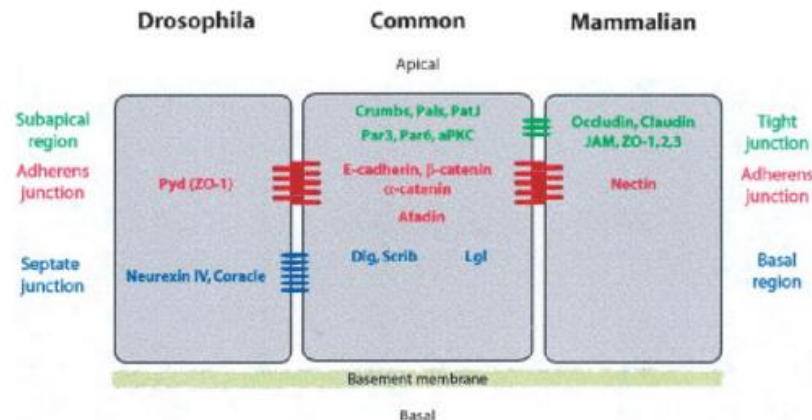 Drosophila Common Mammalian
Apical
Subapical
region
Adherens
junction
Septate
junction
Pyd (ZO-1)
Neurexin IV, Coracle
Crumbs, Pals, PatJ
Par3, Par6, aPKC
E-cadherin, β-catenin
α-catenin
Afadin
Dlg, Scrib Lgl
Occludin, Claudin
JAM, ZO-1,2,3
Nectin
Tight
junction
Adherens
junction
Basal
region
Basement membrane
Basal